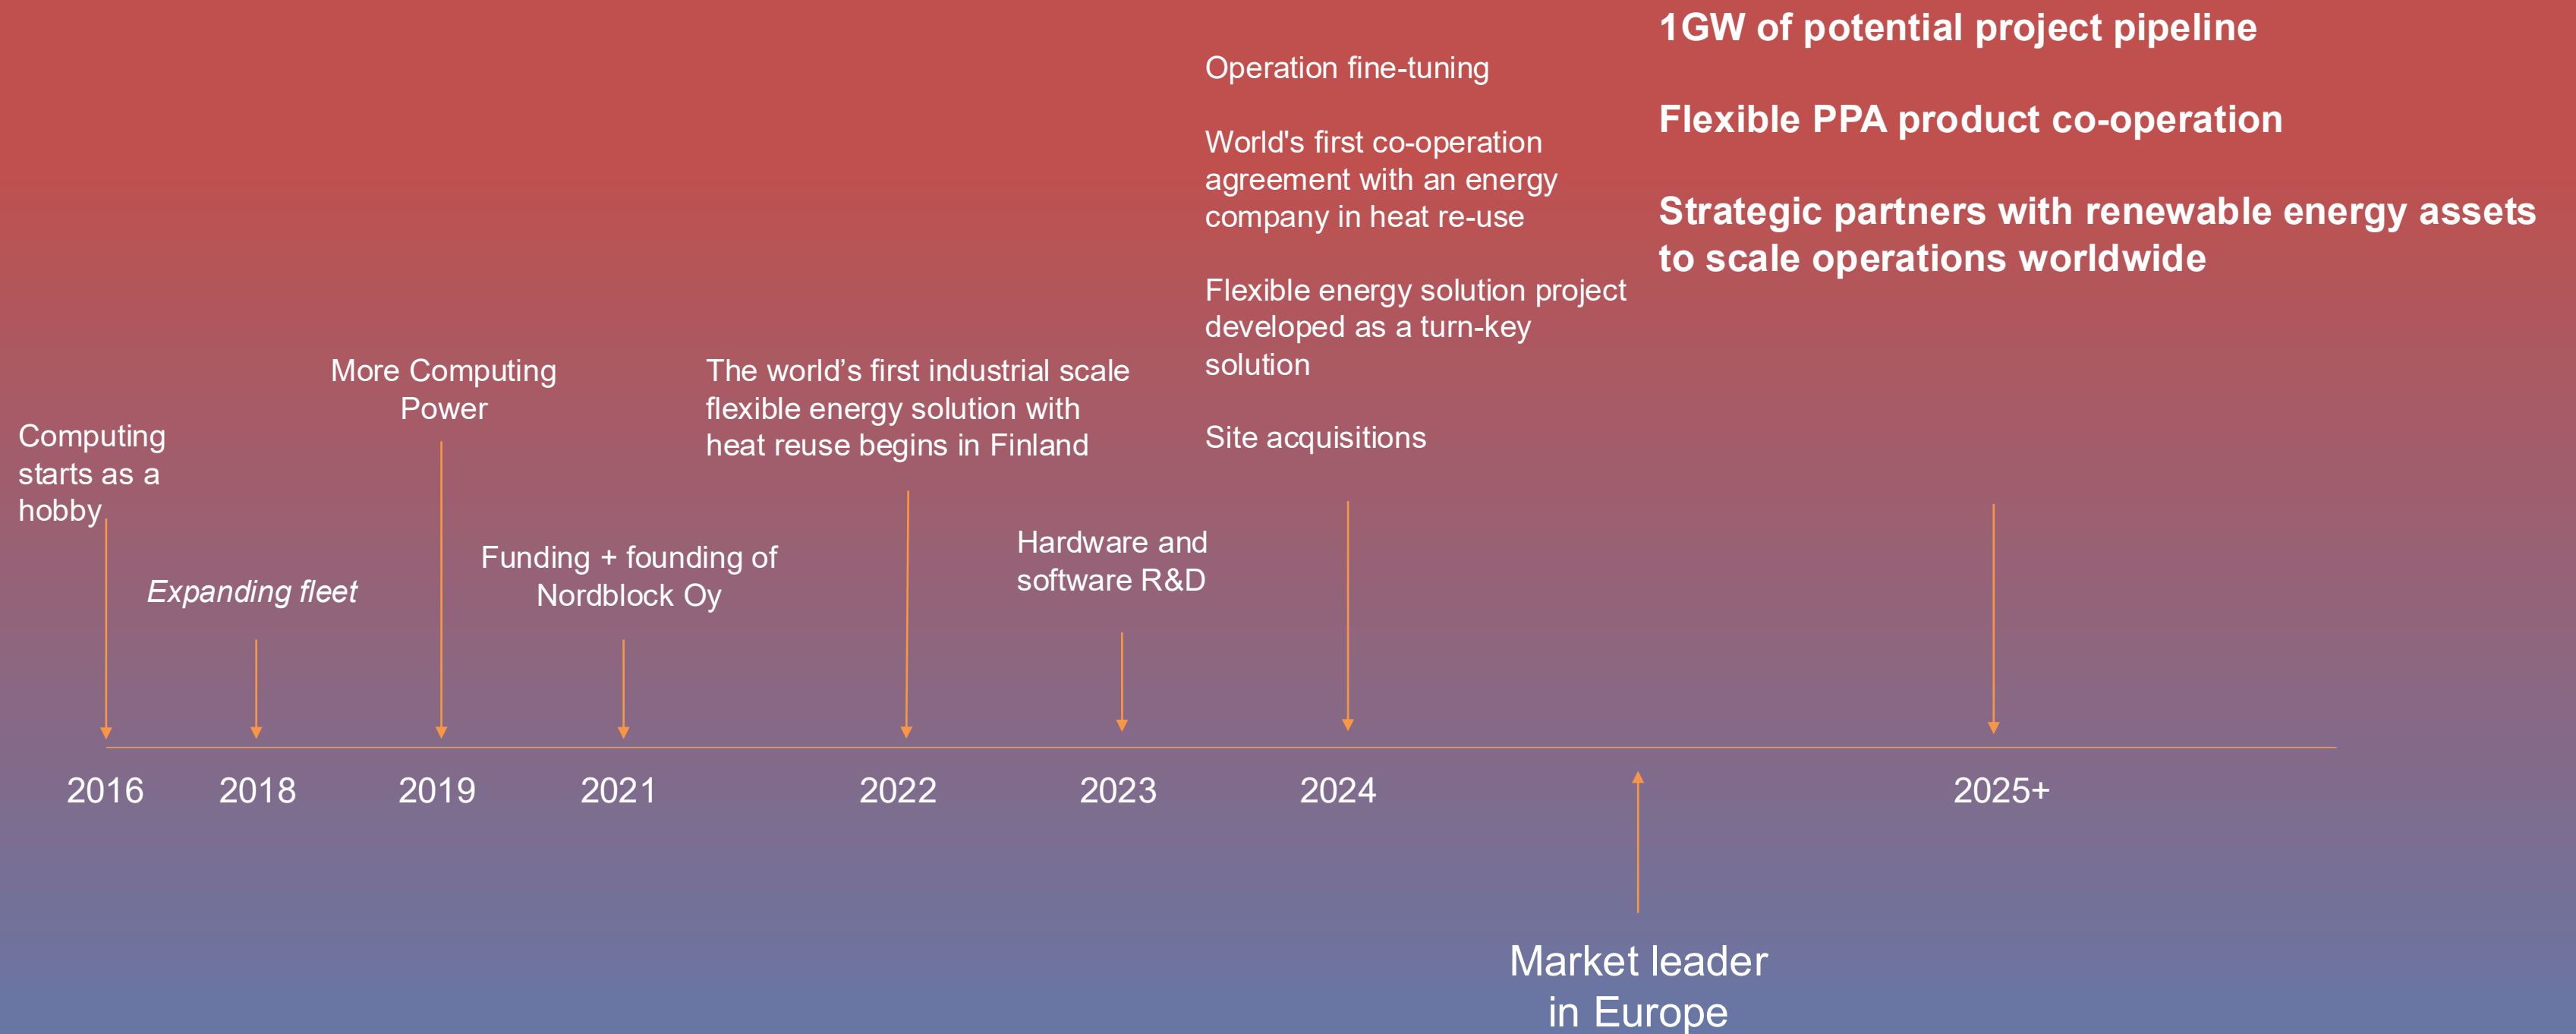 Computing
starts as a
hobby
Expanding fleet
More Computing
Power
Funding + founding of
Nordblock Oy
The world’s first industrial scale
flexible energy solution with
heat reuse begins in Finland
Hardware and
software R&D
Operation fine-tuning
World's first co-operation
agreement with an energy
company in heat re-use
Flexible energy solution project
developed as a turn-key
solution
Site acquisitions
1GW of potential project pipeline
Flexible PPA product co-operation
Strategic partners with renewable energy assets
to scale operations worldwide
2016
2018
2019
2021
2022
2023
2024
2025+
Market leader
in Europe